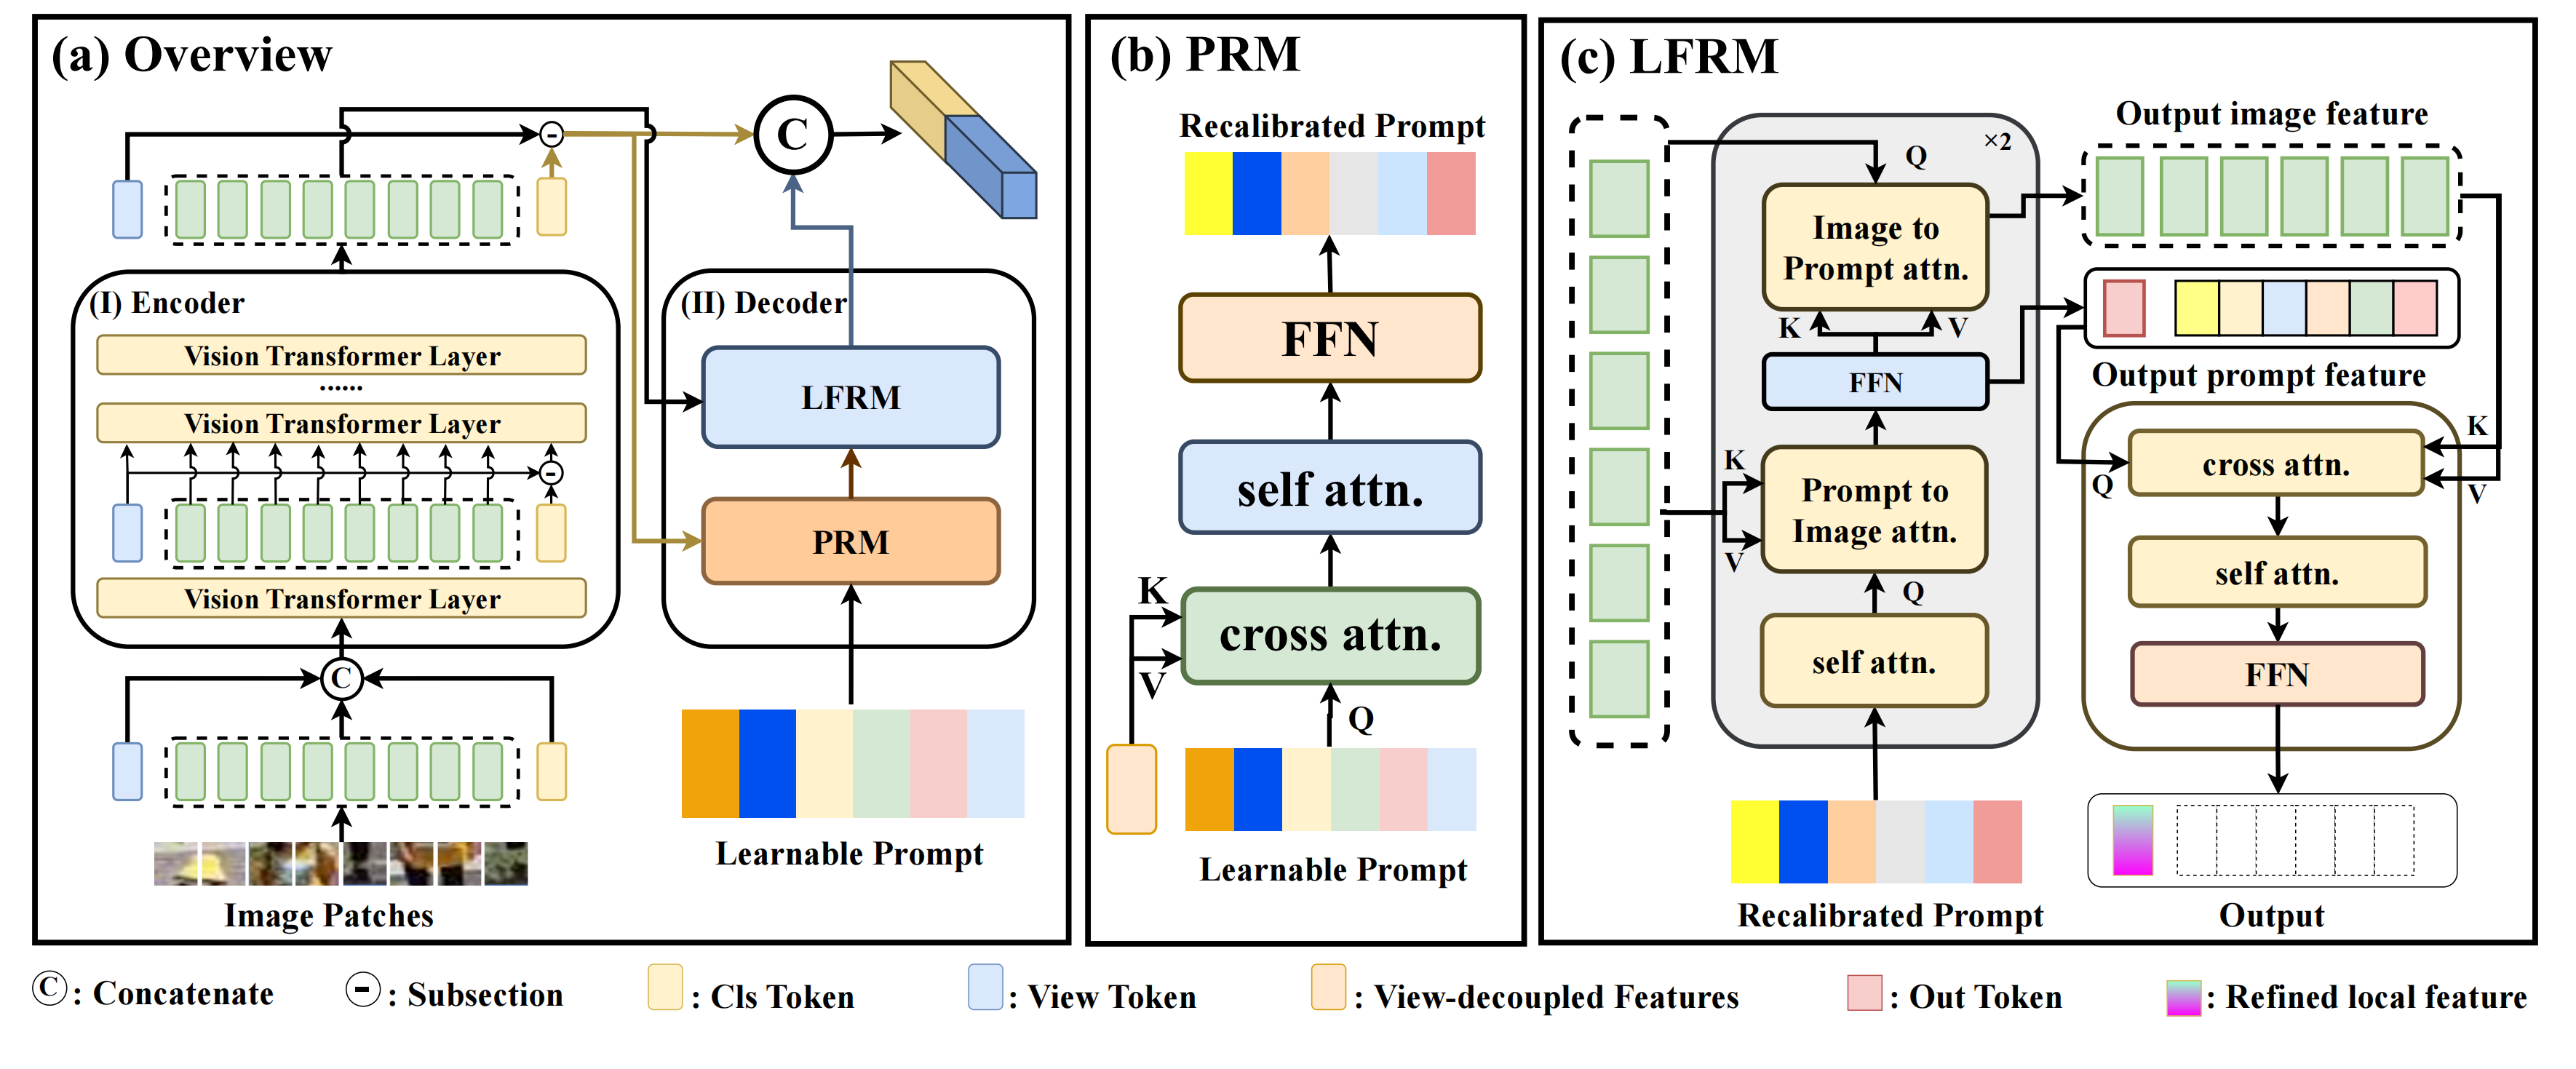 (a) Overview
C
-
(I) Encoder
Vision Transformer Layer
......
Vision Transformer Layer
-
Vision Transformer Layer
C
Image Patches
(II) Decoder
LFRM
PRM
Learnable Prompt
(b) PRM
Recalibrated Prompt
FFN
self attn.
K
cross attn.
V
Q
Learnable Prompt
(c) LFRM
×2
Q
Image to
Prompt attn.
K
V
FFN
K
Prompt to
Image attn.
V
Q
self attn.
Recalibrated Prompt
Output image feature
Output prompt feature
K
cross attn.
Q
V
self attn.
FFN
Output
C : Concatenate
- : Subsection
: Cls Token
: View Token
: View-decoupled Features
: Out Token
: Refined local feature